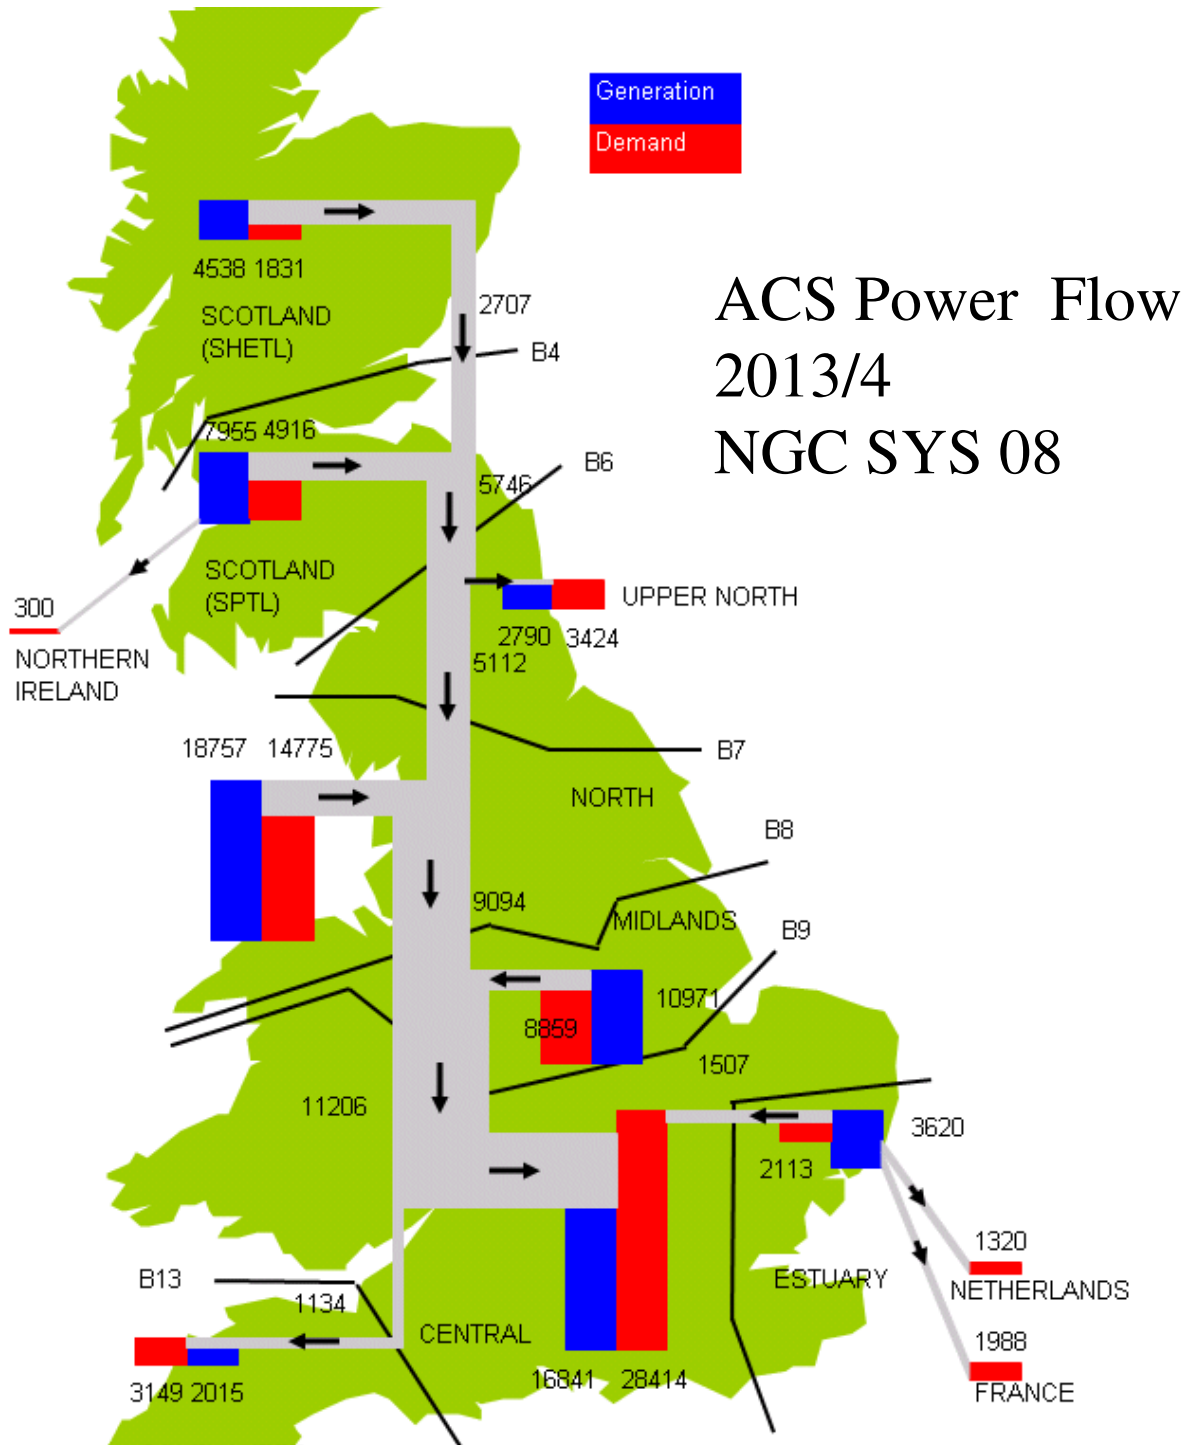 Generation
Demand
4538 1831
SCOTLAND
(SHETL)
2707
B4
ACS Power  Flow
2013/4
NGC SYS 08
7955 4916
B6
5746
SCOTLAND
(SPTL)
300
NORTHERN
IRELAND
UPPER NORTH
2790 3424
5112
18757 14775
B7
NORTH
B8
9094
MIDLANDS
B9
10971
8859
1507
11206
3620
2113
1320
NETHERLANDS
B13
1134
ESTUARY
CENTRAL
1988
FRANCE
3149 2015
16841 28414